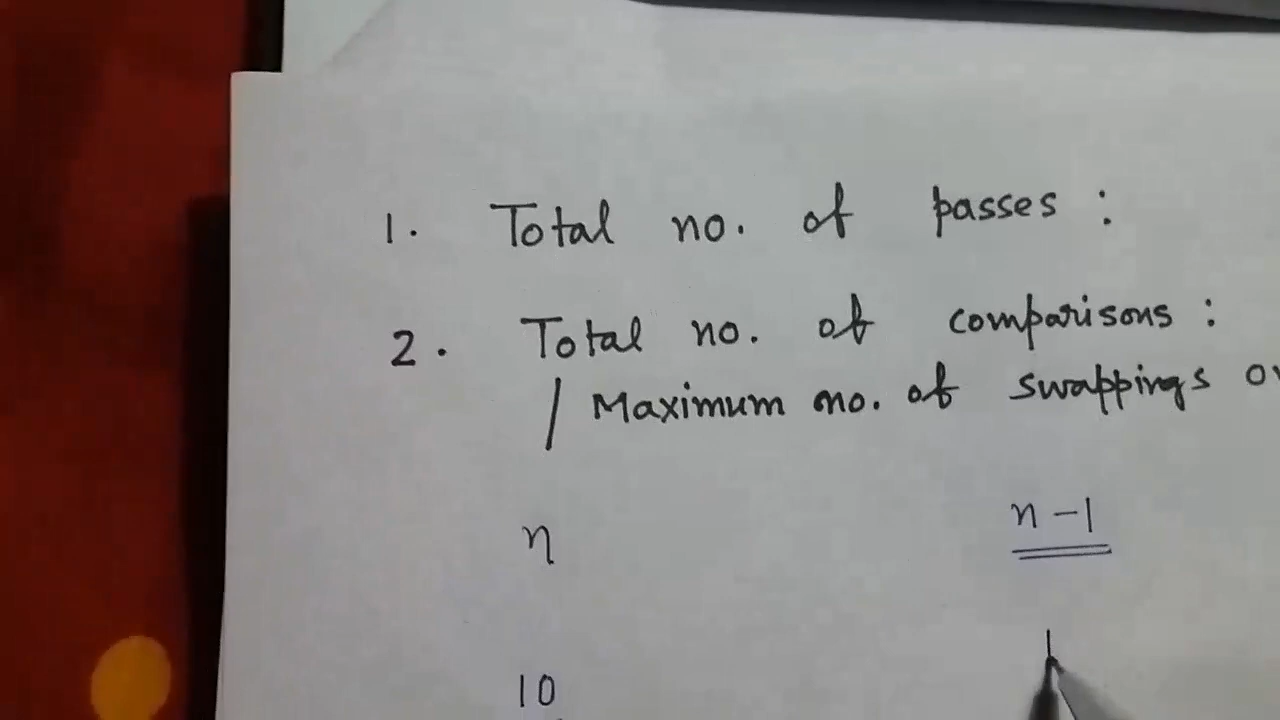 1. Total no. of passes :
2. Total no. of comparisons :
/ Maximum no. of swappings
n n-1
10